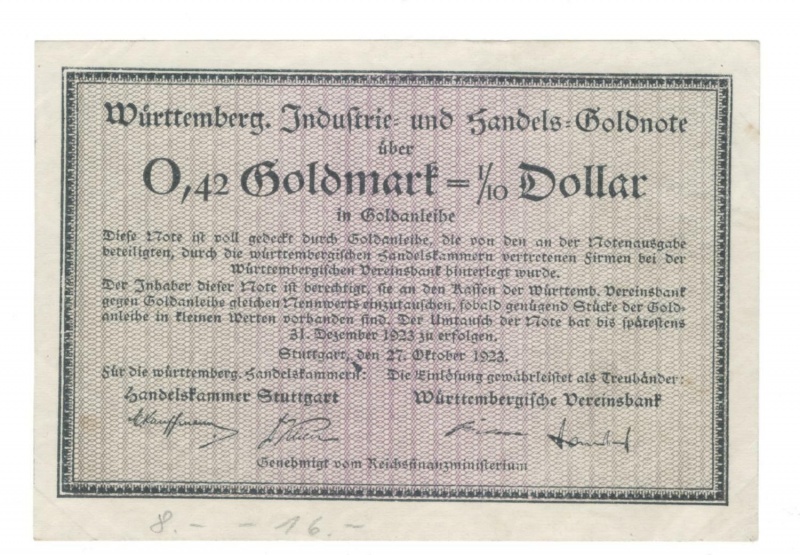 Württemberg. Industrie- und Handels-Goldnote
über
0,42 Goldmark = 1/10 Dollar
in Goldanleihe
Diese Note ist voll gedeckt durch Goldanleihe, die von den an der Notenausgabe
beteiligten, durch die württembergischen Handelskammern vertretenen Firmen bei der
Württembergischen Vereinsbank hinterlegt wurde.
Der Inhaber dieser Note ist berechtigt, sie an den Kassen der Württemb. Vereinsbank
gegen Goldanleihe gleichen Nennwerts einzutauschen, sobald genügend Stücke der Gold-
anleihe in kleinen Werten vorhanden sind. Der Umtausch der Note hat bis spätestens
31. Dezember 1923 zu erfolgen.
Stuttgart, den 27. Oktober 1923.
Für die württemberg. Handelskammern: Die Einlösung gewährleistet als Treuhänder:
Handelskammer Stuttgart Württembergische Vereinsbank
Genehmigt vom Reichsfinanzministerium
8.- -16.-